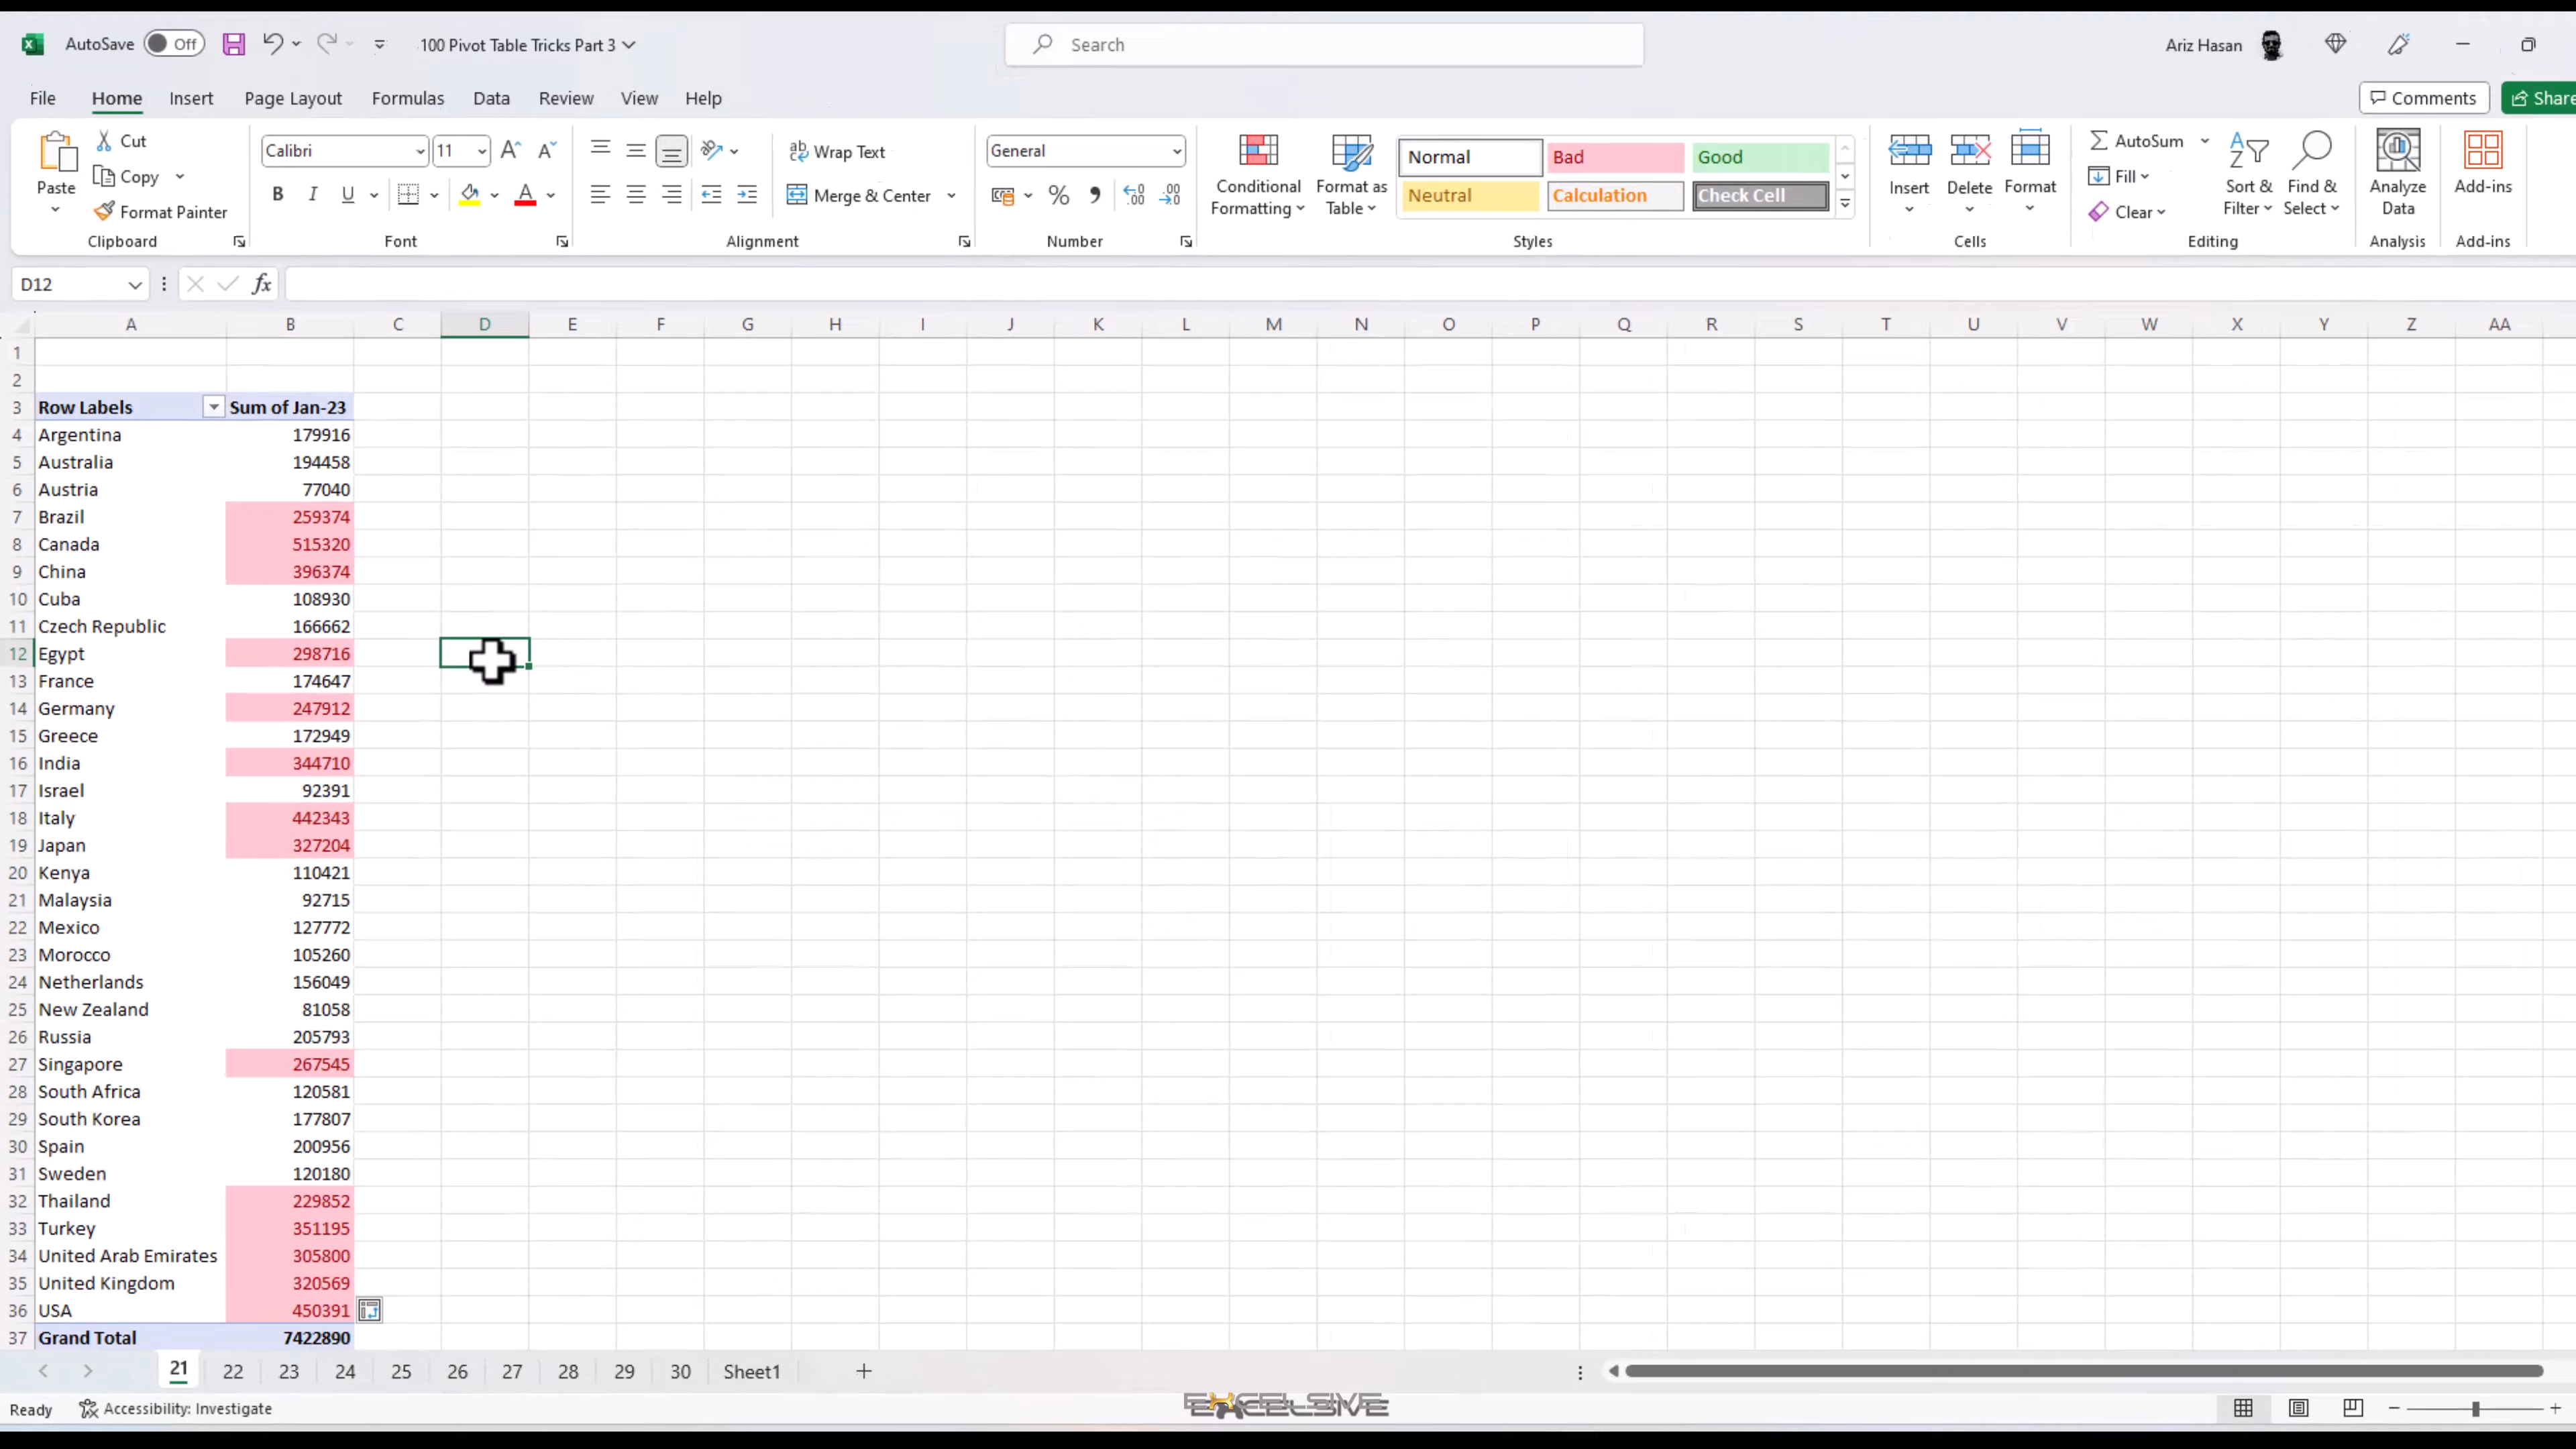 AutoSave Off 100 Pivot Table Tricks Part 3 Search Ariz Hasan
File Home Insert Page Layout Formulas Data Review View Help Comments Share
Paste Cut Copy Format Painter Clipboard
Calibri 11 B I U A Font
Wrap Text Merge & Center Alignment
General % Number
Conditional Formatting Format as Table Normal Bad Good Neutral Calculation Check Cell Styles
Insert Delete Format Cells
AutoSum Fill Clear Sort & Filter Find & Select Editing
Analyze Data Analysis
Add-ins Add-ins
D12 fx
A B C D E F G H I J K L M N O P Q R S T U V W X Y Z AA
1
2
3 Row Labels Sum of Jan-23
4 Argentina 179916
5 Australia 194458
6 Austria 77040
7 Brazil 259374
8 Canada 515320
9 China 396374
10 Cuba 108930
11 Czech Republic 166662
12 Egypt 298716
13 France 174647
14 Germany 247912
15 Greece 172949
16 India 344710
17 Israel 92391
18 Italy 442343
19 Japan 327204
20 Kenya 110421
21 Malaysia 92715
22 Mexico 127772
23 Morocco 105260
24 Netherlands 156049
25 New Zealand 81058
26 Russia 205793
27 Singapore 267545
28 South Africa 120581
29 South Korea 177807
30 Spain 200956
31 Sweden 120180
32 Thailand 229852
33 Turkey 351195
34 United Arab Emirates 305800
35 United Kingdom 320569
36 USA 450391
37 Grand Total 7422890
21 22 23 24 25 26 27 28 29 30 Sheet1
Ready Accessibility: Investigate
EXCELSIVE